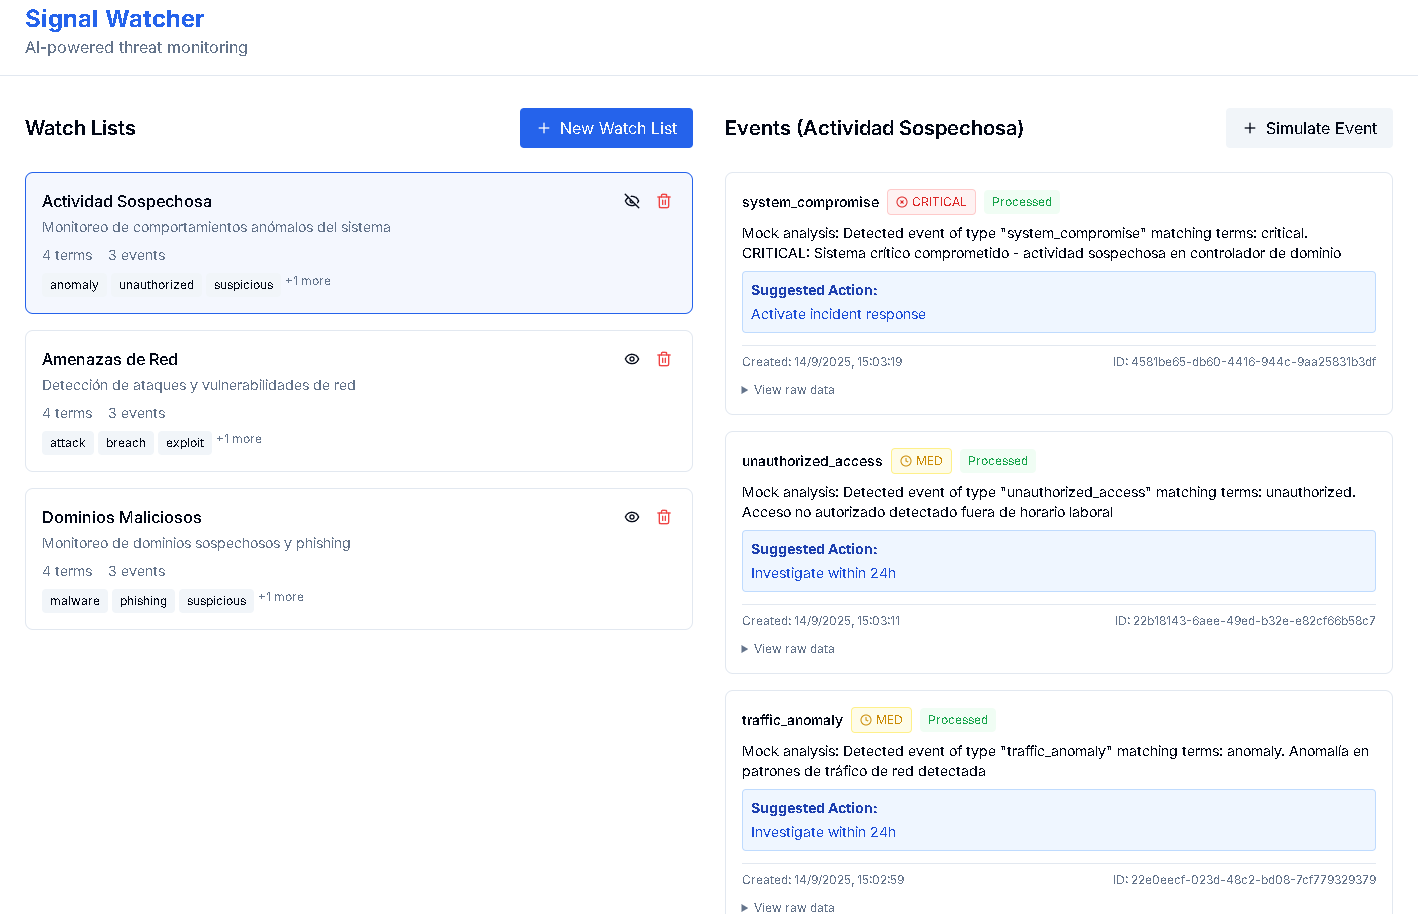 Signal Watcher
AI-powered threat monitoring
Watch Lists
New Watch List
Actividad Sospechosa
Monitoreo de comportamientos anómalos del sistema
4 terms 3 events
anomaly unauthorized suspicious +1 more
Amenazas de Red
Detección de ataques y vulnerabilidades de red
4 terms 3 events
attack breach exploit +1 more
Dominios Maliciosos
Monitoreo de dominios sospechosos y phishing
4 terms 3 events
malware phishing suspicious +1 more
Events (Actividad Sospechosa)
Simulate Event
system_compromise CRITICAL Processed
Mock analysis: Detected event of type "system_compromise" matching terms: critical.
CRITICAL: Sistema crítico comprometido - actividad sospechosa en controlador de dominio
Suggested Action:
Activate incident response
Created: 14/9/2025, 15:03:19 ID: 4581be65-db60-4416-944c-9aa25831b3df
View raw data
unauthorized_access MED Processed
Mock analysis: Detected event of type "unauthorized_access" matching terms: unauthorized.
Acceso no autorizado detectado fuera de horario laboral
Suggested Action:
Investigate within 24h
Created: 14/9/2025, 15:03:11 ID: 22b18143-6aee-49ed-b32e-e82cf66b58c7
View raw data
traffic_anomaly MED Processed
Mock analysis: Detected event of type "traffic_anomaly" matching terms: anomaly. Anomalía en
patrones de tráfico de red detectada
Suggested Action:
Investigate within 24h
Created: 14/9/2025, 15:02:59 ID: 22e0eecf-023d-48c2-bd08-7cf779329379
View raw data